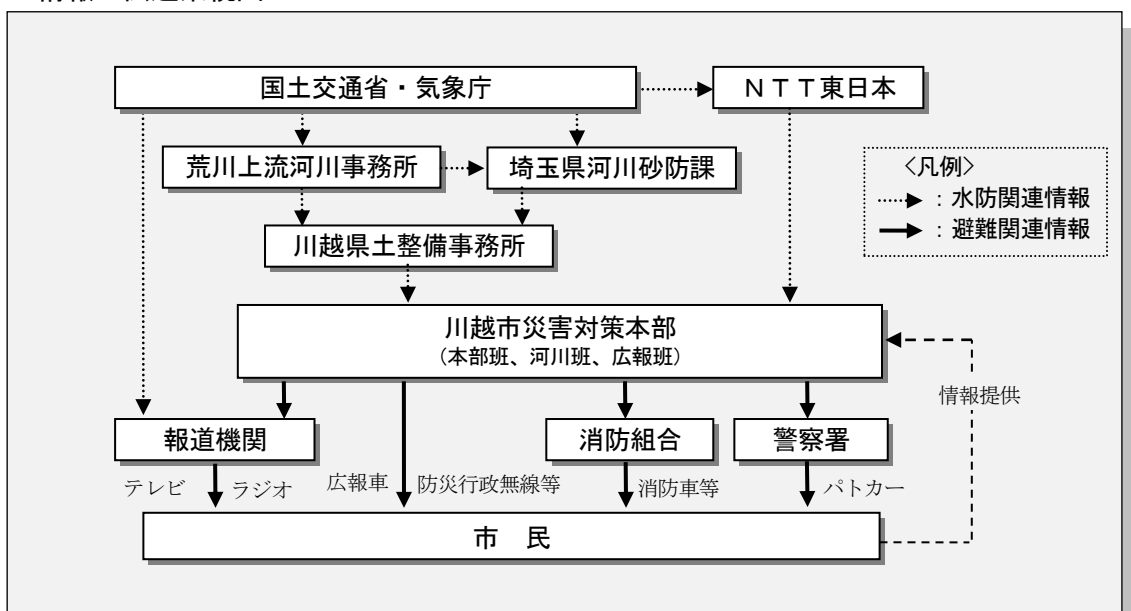 国土交通省・気象庁
ＮＴＴ東日本
荒川上流河川事務所
埼玉県河川砂防課
<凡例>
：水防関連情報
：避難関連情報
川越県土整備事務所
川越市災害対策本部
（本部班、河川班、広報班）
情報提供
報道機関
消防組合
警察署
テレビ
ラジオ
広報車
防災行政無線等
消防車等
パトカー
市　民